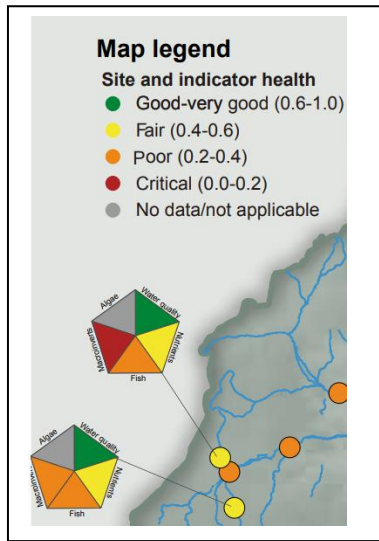 Map legend
Site and indicator health
Good-very good (0.6-1.0)
Fair (0.4-0.6)
Poor (0.2-0.4)
Critical (0.0-0.2)
No data/not applicable
Algae
Water quality
Macroinverts
Nutrients
Fish
Algae
Water quality
Nutrients
Fish